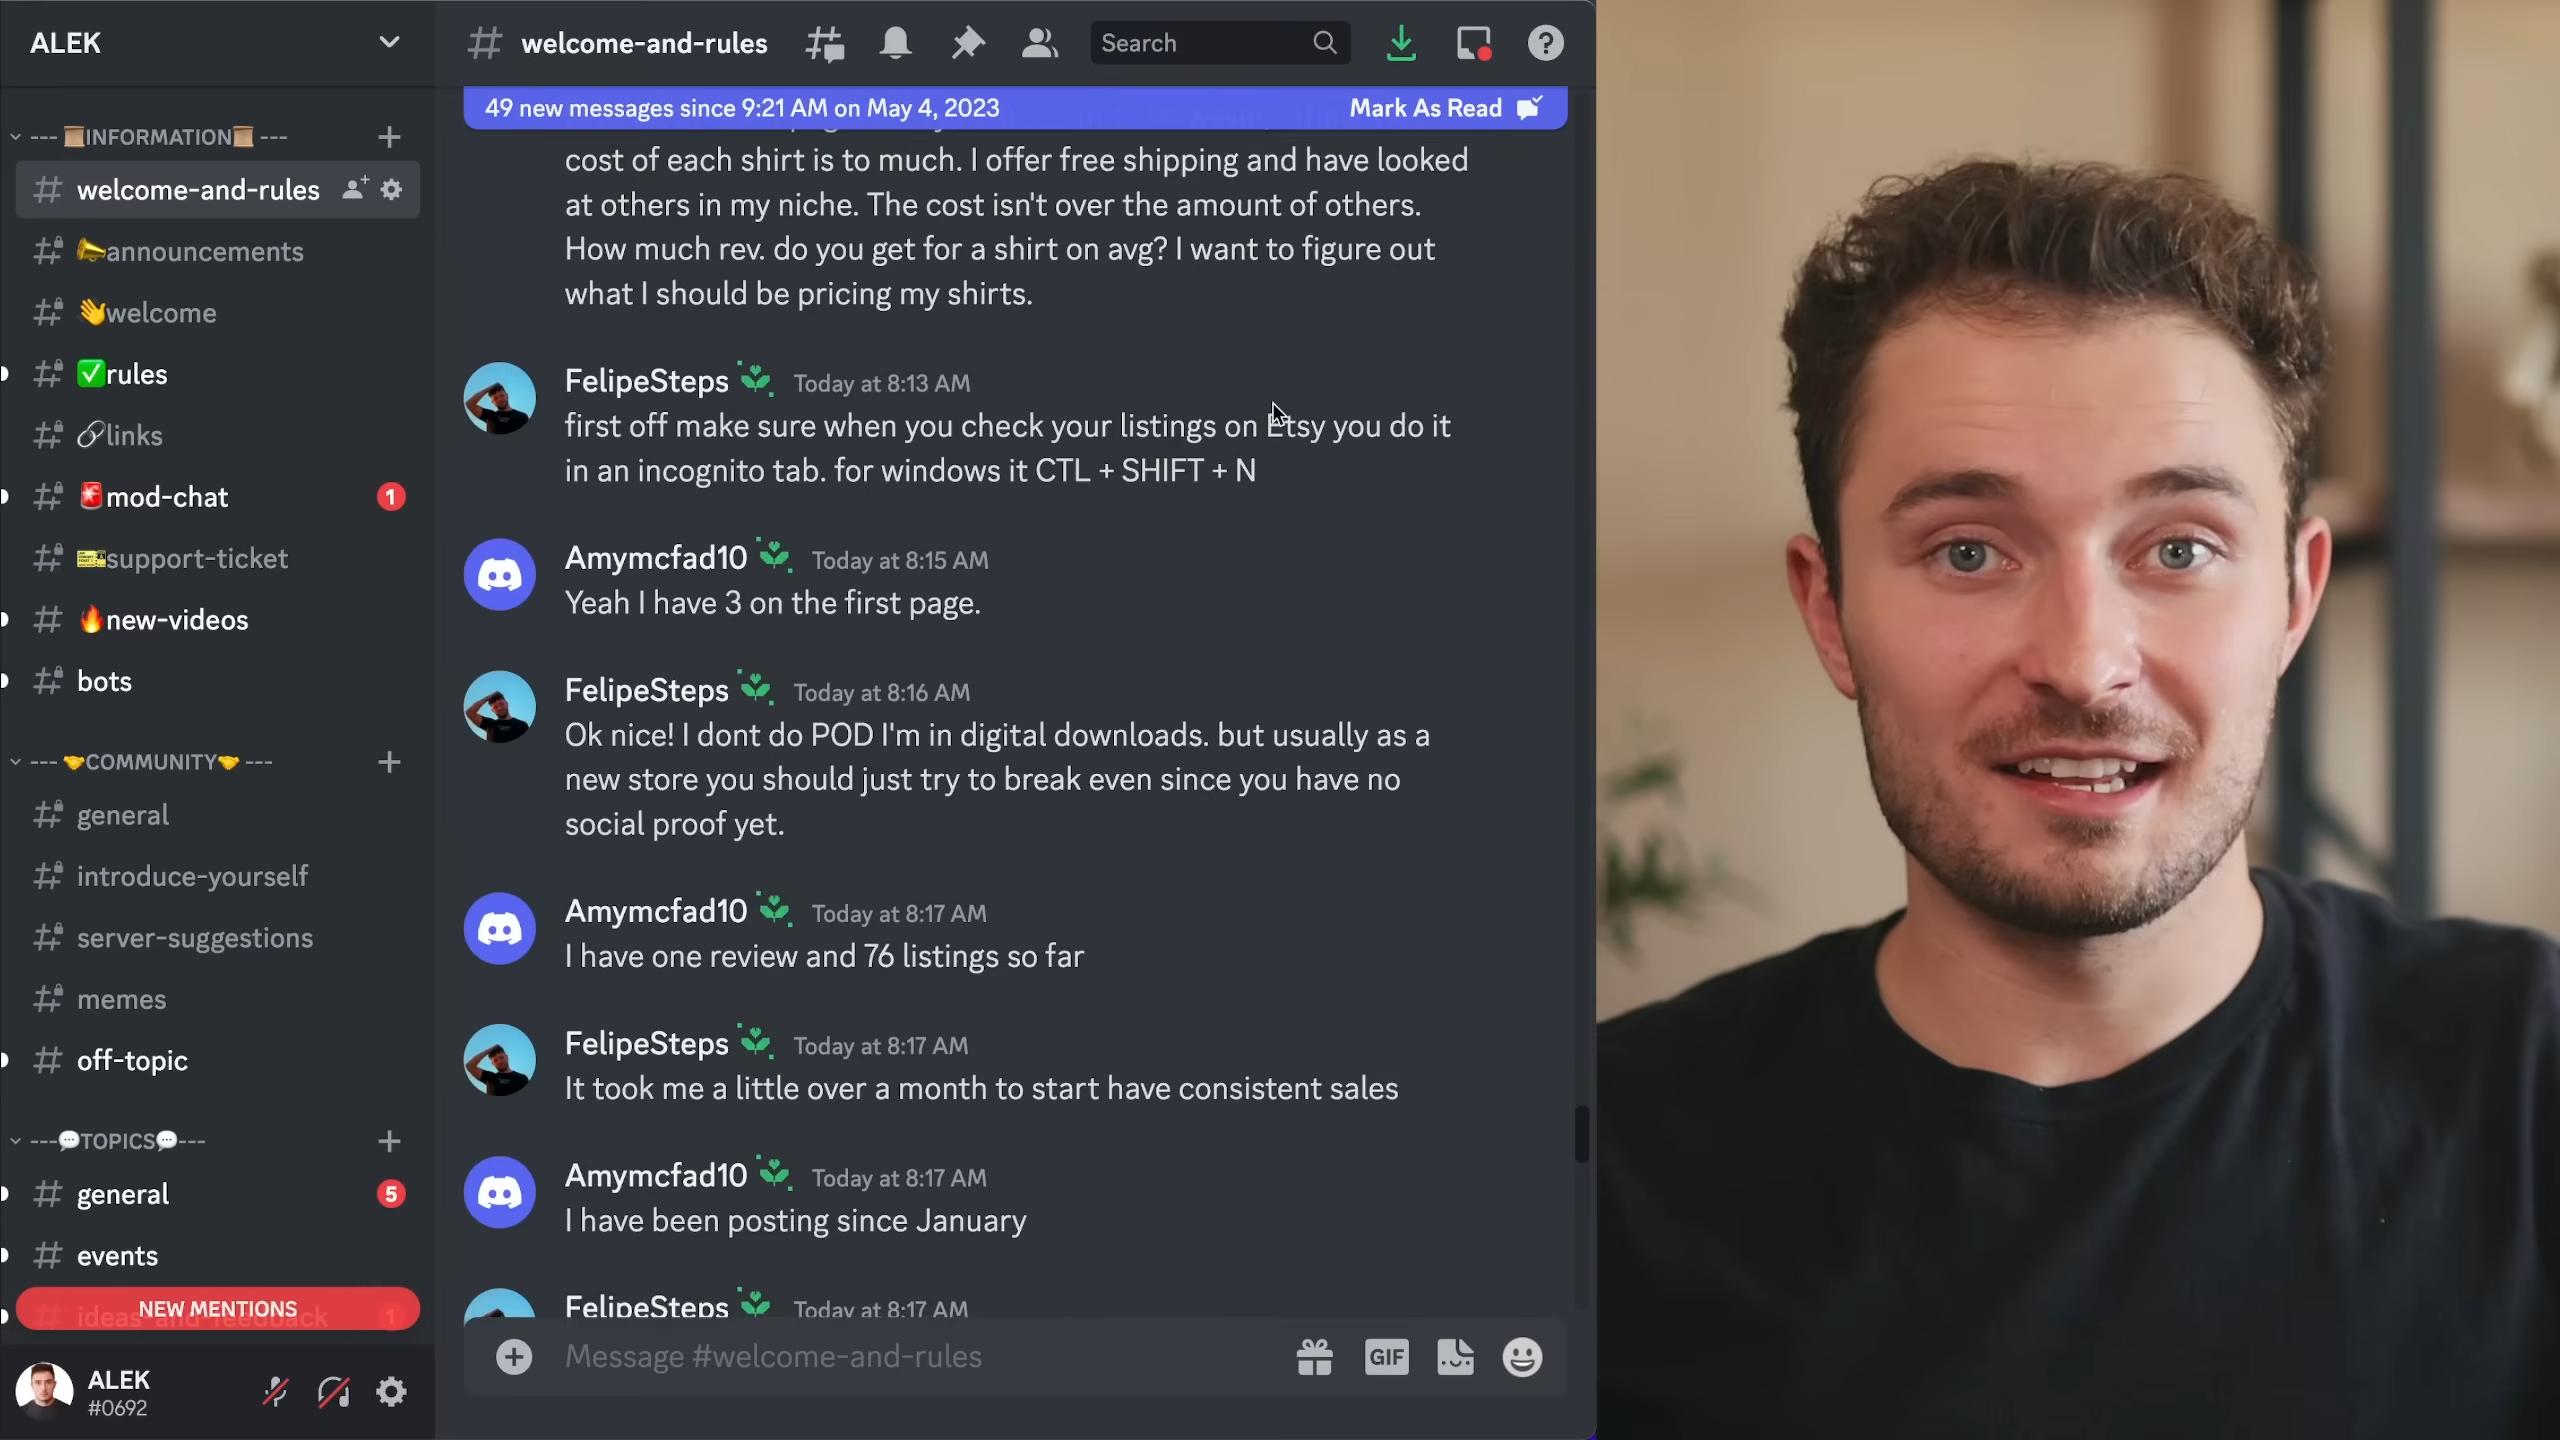 ALEK
--- 📜INFORMATION📜 ---
welcome-and-rules
📣announcements
👋welcome
✅rules
🔗links
🚨mod-chat
1
🎫support-ticket
🔥new-videos
bots
--- 🤝COMMUNITY🤝 ---
general
introduce-yourself
server-suggestions
memes
off-topic
---💬TOPICS💬---
general
5
events
NEW MENTIONS
ideas-and-feedback
1
ALEK
#0692
welcome-and-rules
Search
49 new messages since 9:21 AM on May 4, 2023
Mark As Read
cost of each shirt is to much. I offer free shipping and have looked
at others in my niche. The cost isn't over the amount of others.
How much rev. do you get for a shirt on avg? I want to figure out
what I should be pricing my shirts.
FelipeSteps Today at 8:13 AM
first off make sure when you check your listings on Etsy you do it
in an incognito tab. for windows it CTL + SHIFT + N
Amymcfad10 Today at 8:15 AM
Yeah I have 3 on the first page.
FelipeSteps Today at 8:16 AM
Ok nice! I dont do POD I'm in digital downloads. but usually as a
new store you should just try to break even since you have no
social proof yet.
Amymcfad10 Today at 8:17 AM
I have one review and 76 listings so far
FelipeSteps Today at 8:17 AM
It took me a little over a month to start have consistent sales
Amymcfad10 Today at 8:17 AM
I have been posting since January
FelipeSteps Today at 8:17 AM
Message #welcome-and-rules
GIF